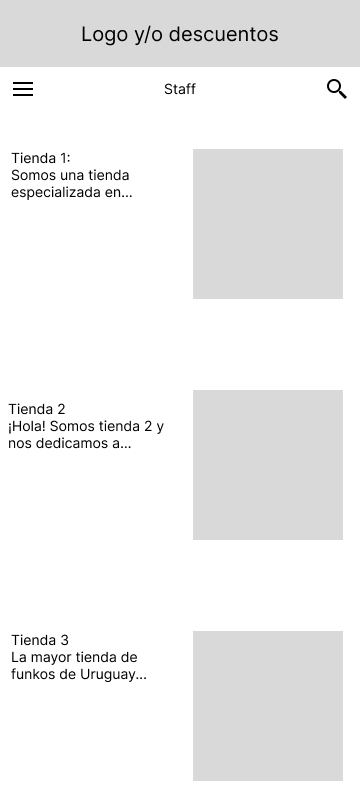 Logo y/o descuentos
Staff
Tienda 1:
Somos una tienda
especializada en...
Tienda 2
¡Hola! Somos tienda 2 y
nos dedicamos a...
Tienda 3
La mayor tienda de
funkos de Uruguay...